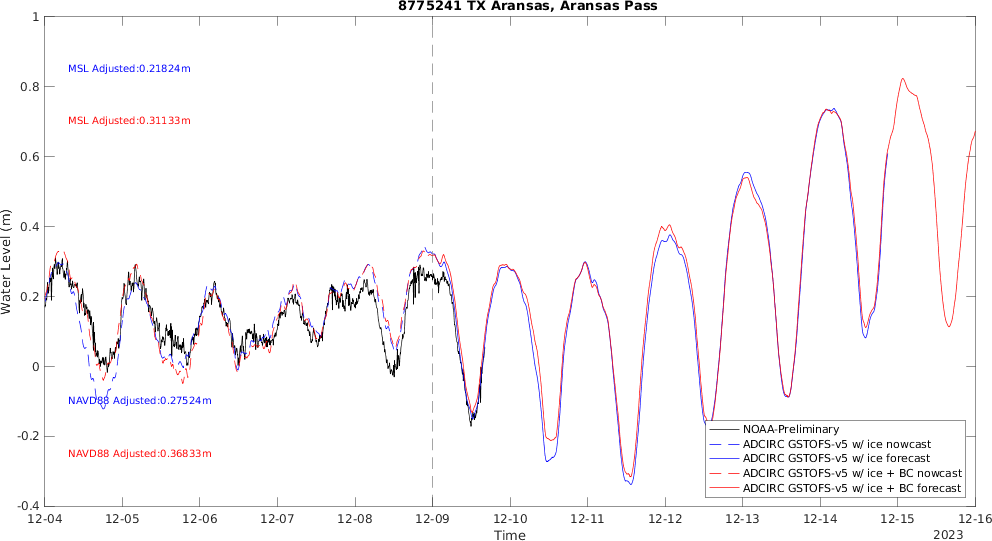 8775241 TX Aransas, Aransas Pass
Water Level (m)
1
0.8
0.6
0.4
0.2
0
-0.2
-0.4
MSL Adjusted:0.21824m
MSL Adjusted:0.31133m
NAVD88 Adjusted:0.27524m
NAVD88 Adjusted:0.36833m
NOAA-Preliminary
ADCIRC GSTOFS-v5 w/ ice nowcast
ADCIRC GSTOFS-v5 w/ ice forecast
ADCIRC GSTOFS-v5 w/ ice + BC nowcast
ADCIRC GSTOFS-v5 w/ ice + BC forecast
12-04 12-05 12-06 12-07 12-08 12-09 12-10 12-11 12-12 12-13 12-14 12-15 12-16
Time
2023